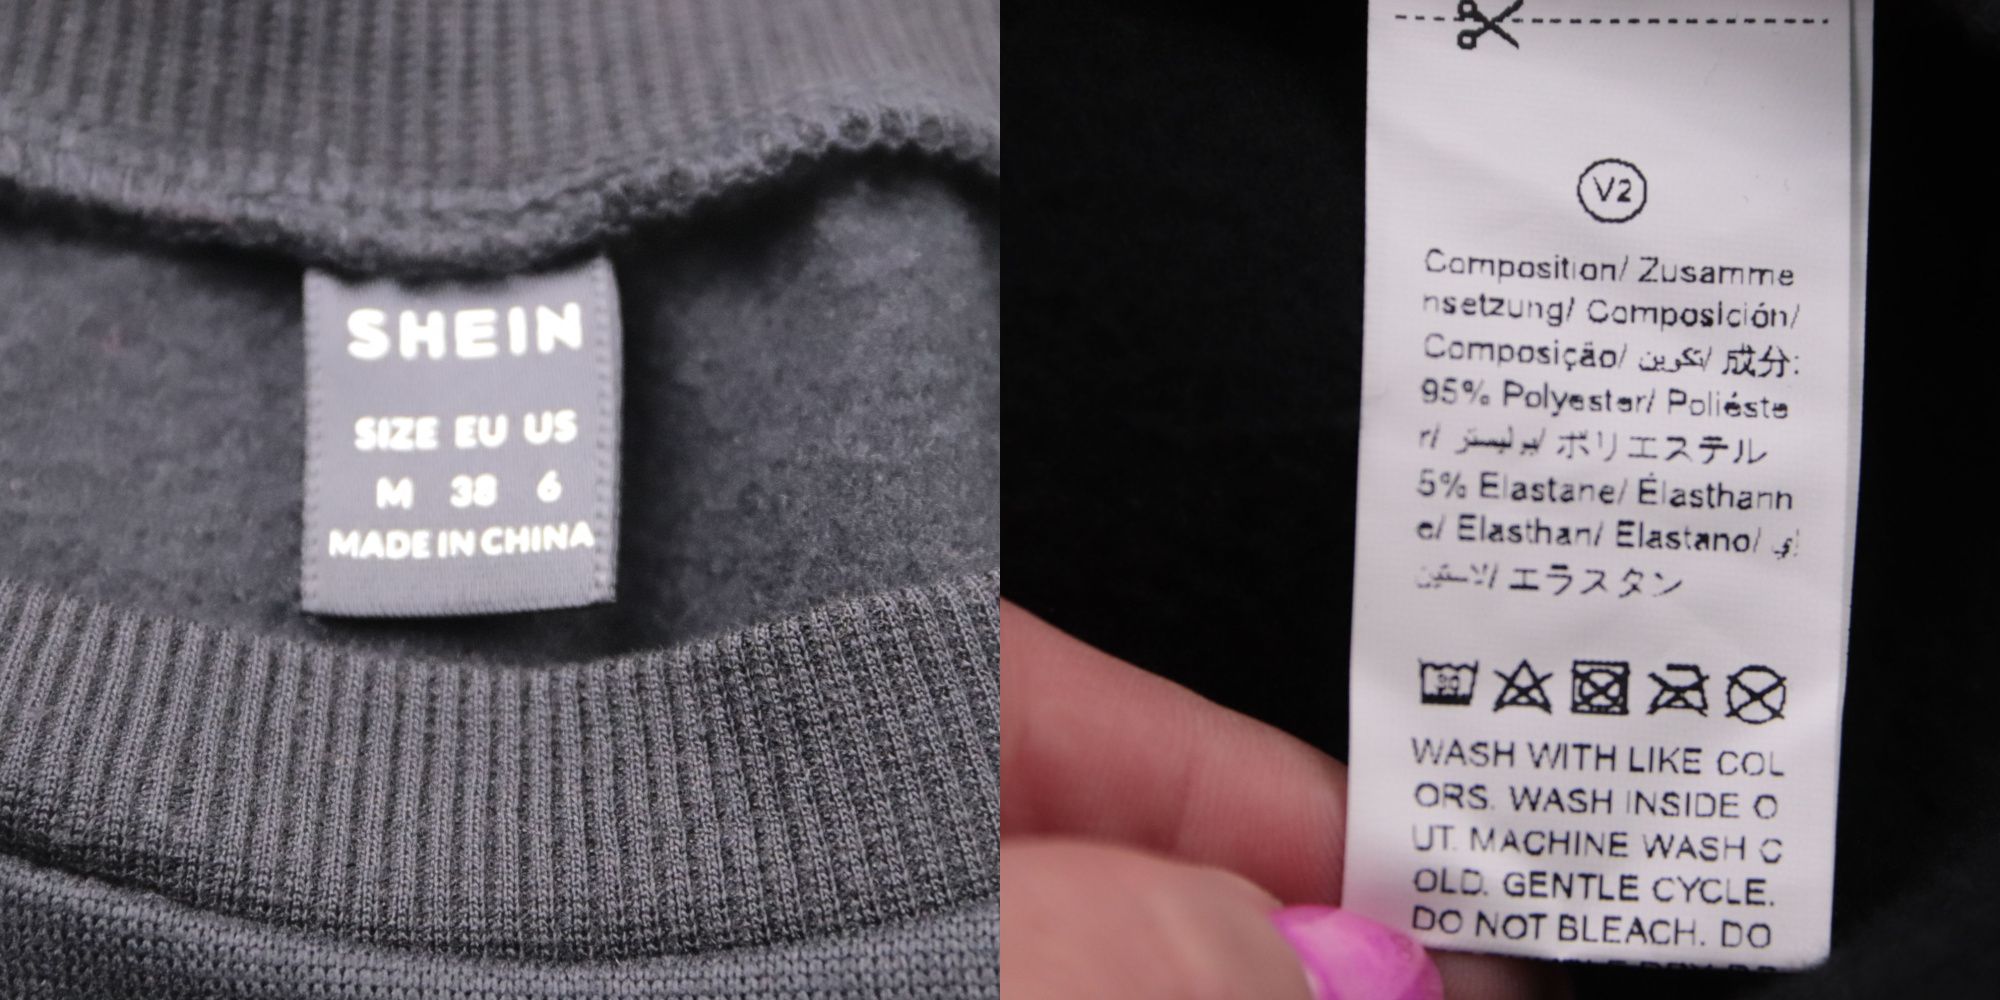 SHEIN
SIZE EU US
M 38 6
MADE IN CHINA
V2
Composition/ Zusamme
nsetzung/ Composición/
Composição/ تكوين/ 成分:
95% Polyester/ Poliéste
r/ بوليستر/ ポリエステル
5% Elastane/ Élasthann
e/ Elasthan/ Elastano/
エラスタン
30
WASH WITH LIKE COL
ORS. WASH INSIDE O
UT. MACHINE WASH C
OLD. GENTLE CYCLE.
DO NOT BLEACH. DO